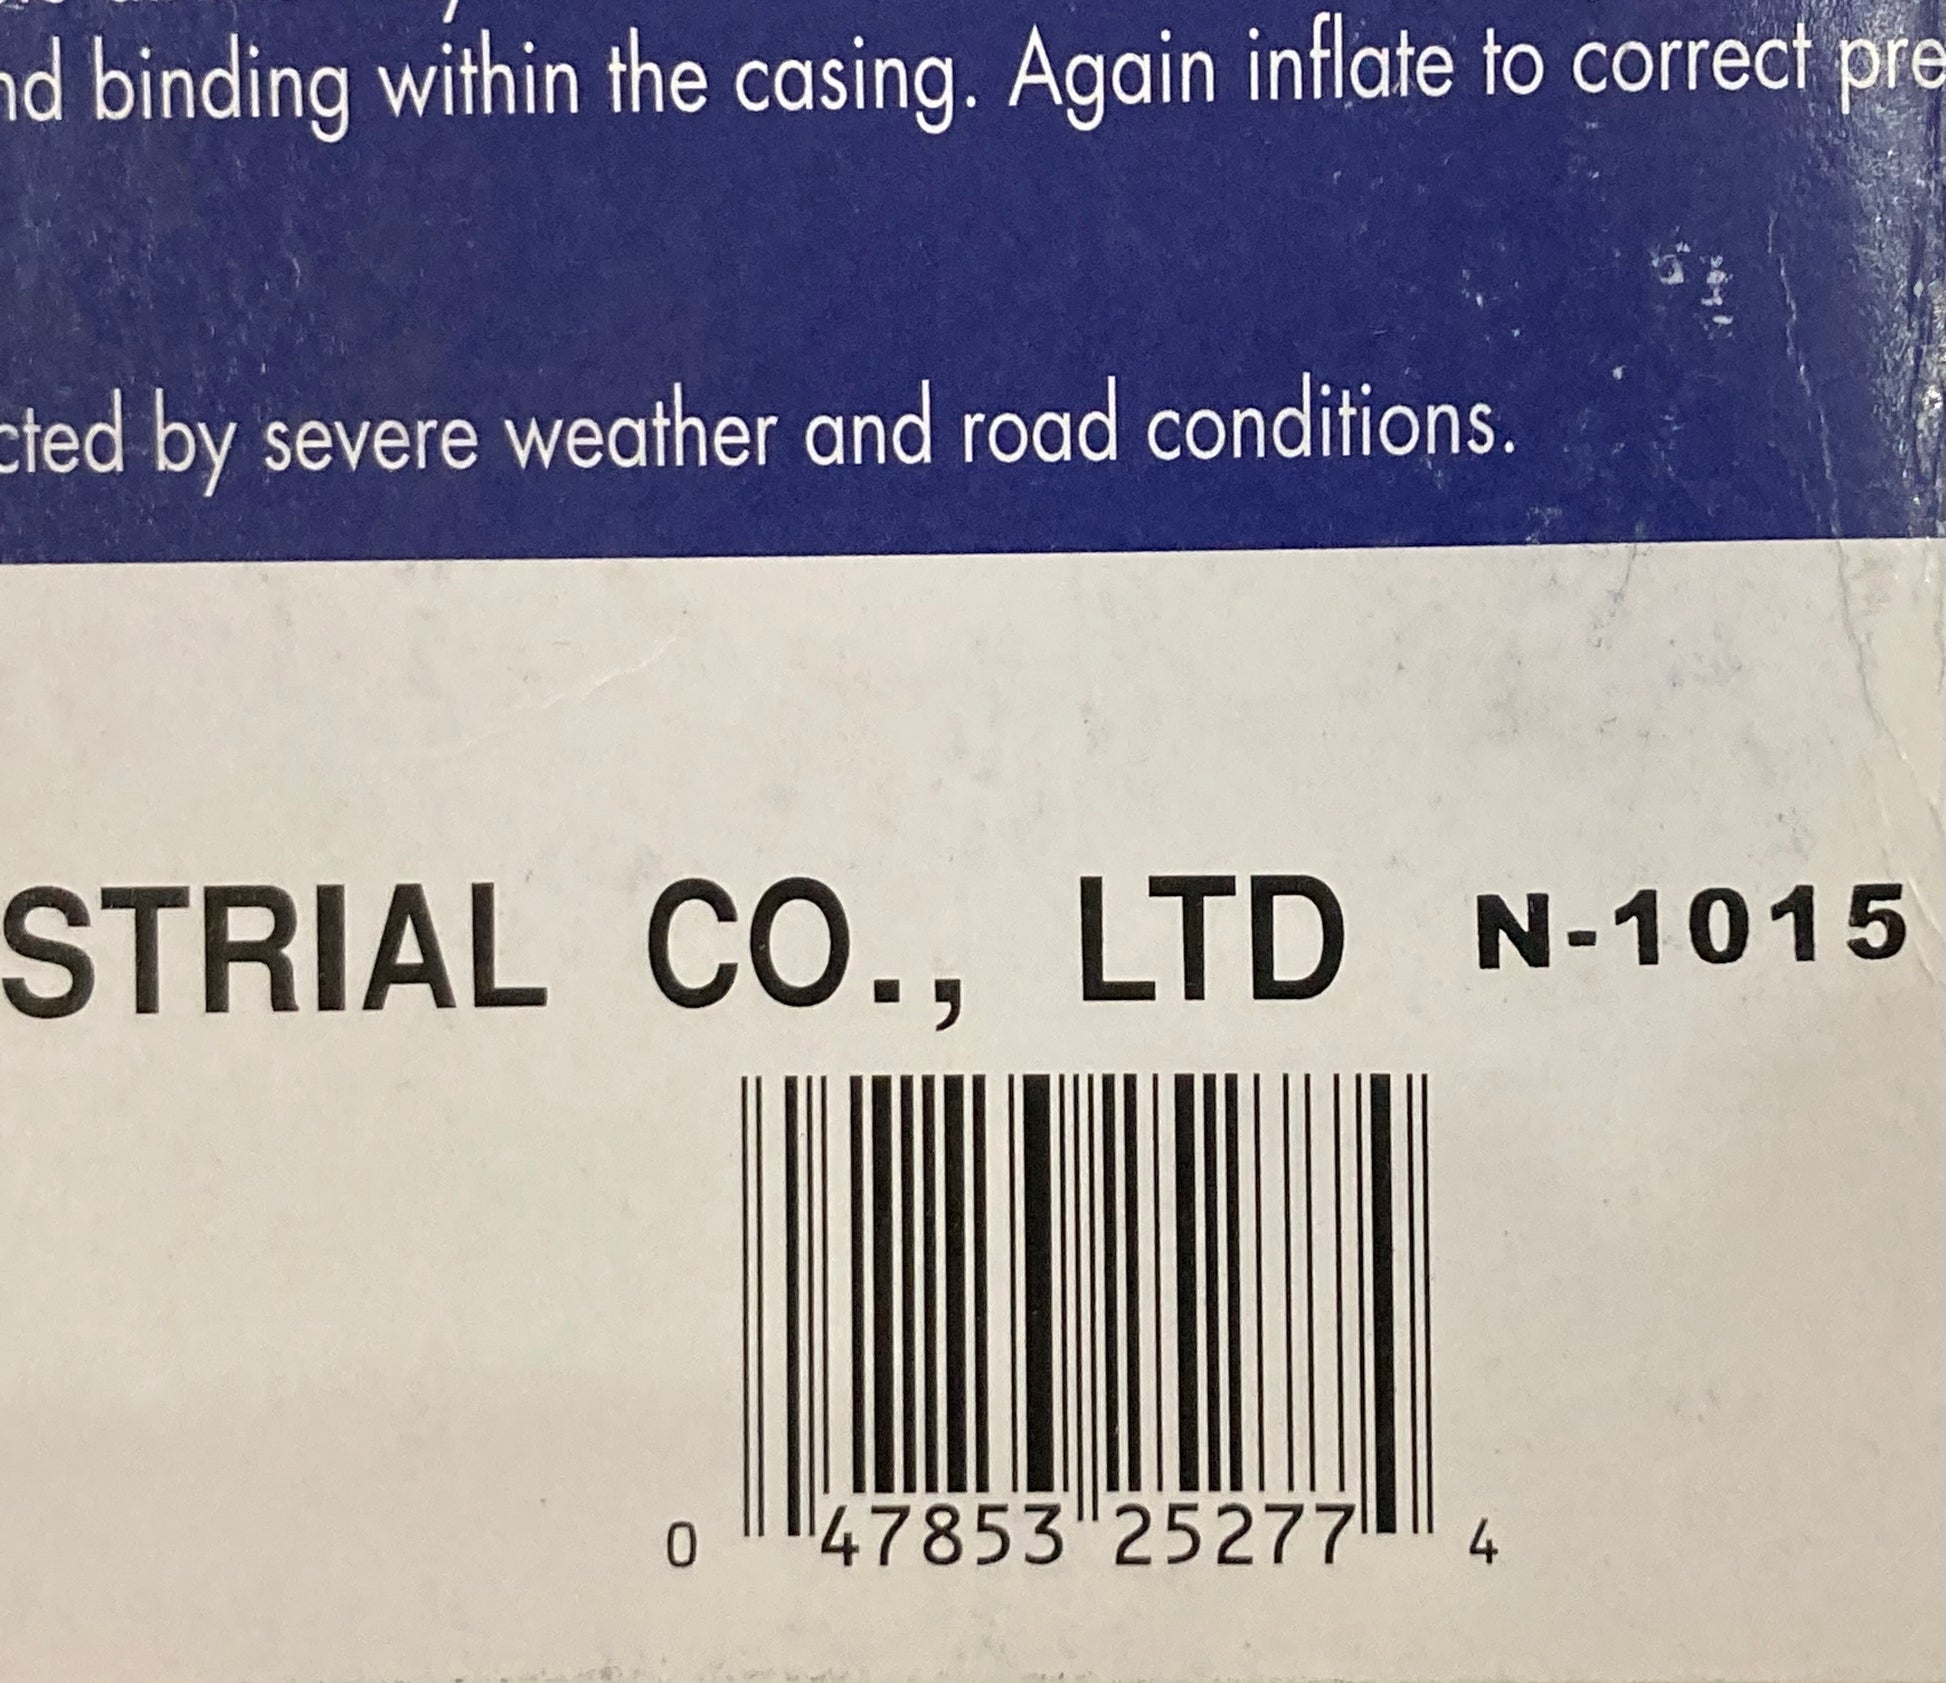 nd binding within the casing. Again inflate to correct pre
cted by severe weather and road conditions.
STRIAL CO., LTD N-1015
0 47853 25277 4